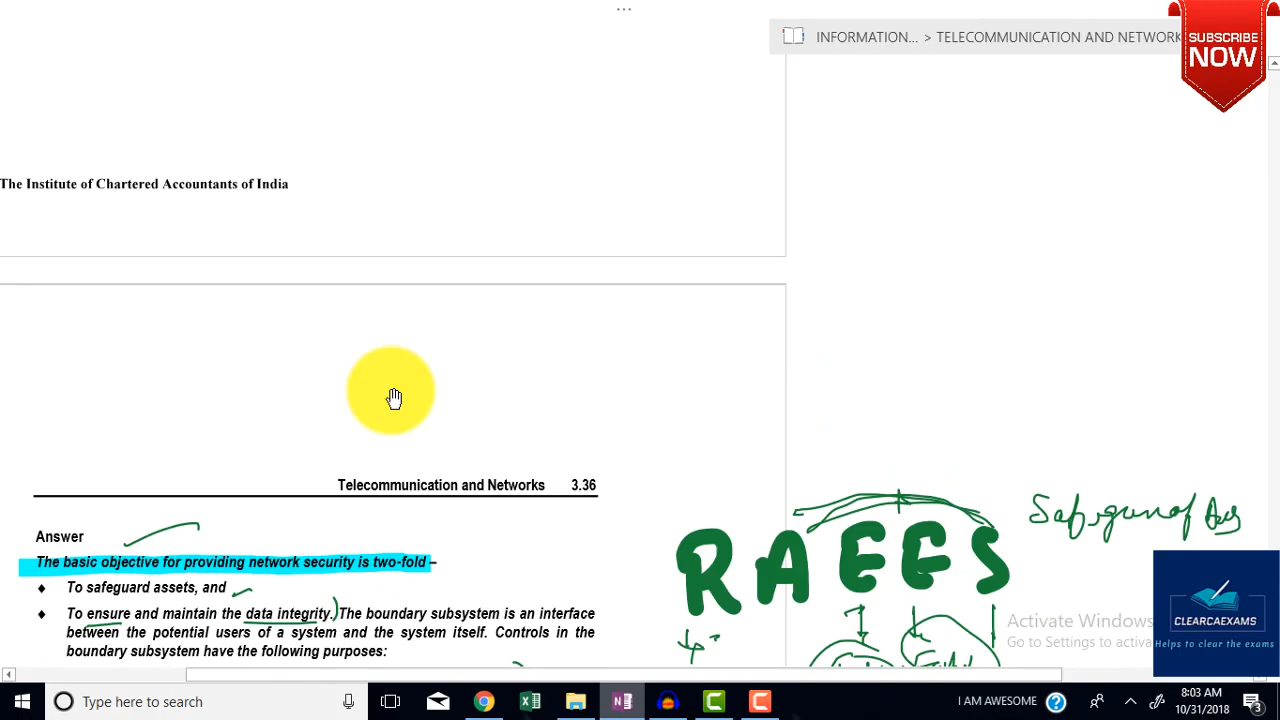 ...
INFORMATION... > TELECOMMUNICATION AND NETWORK
SUBSCRIBE
NOW
The Institute of Chartered Accountants of India
Telecommunication and Networks 3.36
Answer
The basic objective for providing network security is two-fold –
♦ To safeguard assets, and
♦ To ensure and maintain the data integrity. The boundary subsystem is an interface
between the potential users of a system and the system itself. Controls in the
boundary subsystem have the following purposes:
RAEES
Safeguard of
Activate Windows
Go to Settings to activa
CLEARCAEXAMS
Helps to clear the exams
Type here to search
I AM AWESOME
8:03 AM
10/31/2018
3